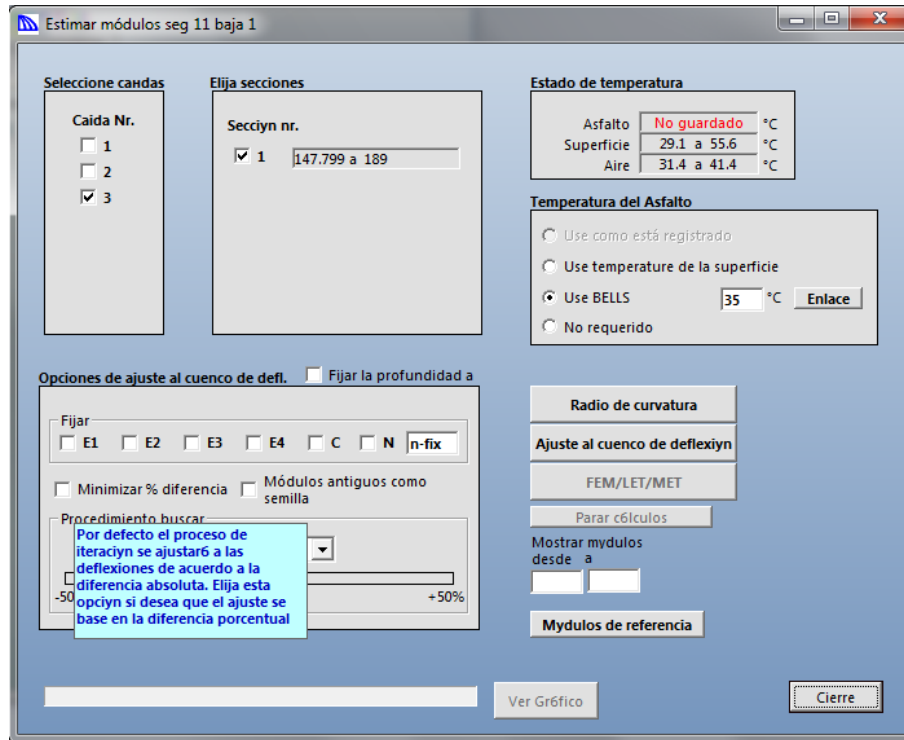 Estimar módulos seg 11 baja 1
Seleccione caнdas
Caida Nr.
1
2
3
Elija secciones
Secciyn nr.
1 147.799 a 189
Estado de temperatura
Asfalto No guardado °C
Superficie 29.1 a 55.6 °C
Aire 31.4 a 41.4 °C
Temperatura del Asfalto
Use como está registrado
Use temperature de la superficie
Use BELLS 35 °C Enlace
No requerido
Opciones de ajuste al cuenco de defl. Fijar la profundidad a
Fijar
E1 E2 E3 E4 C N n-fix
Minimizar % diferencia
Módulos antiguos como
semilla
Procedimiento buscar
Por defecto el proceso de
iteraciyn se ajustar6 a las
deflexiones de acuerdo a la
diferencia absoluta. Elija esta
opciyn si desea que el ajuste se
base en la diferencia porcentual
-50
+50%
Radio de curvatura
Ajuste al cuenco de deflexiyn
FEM/LET/MET
Parar c6lculos
Mostrar mydulos
desde a
Mydulos de referencia
Ver Gr6fico
Cierre